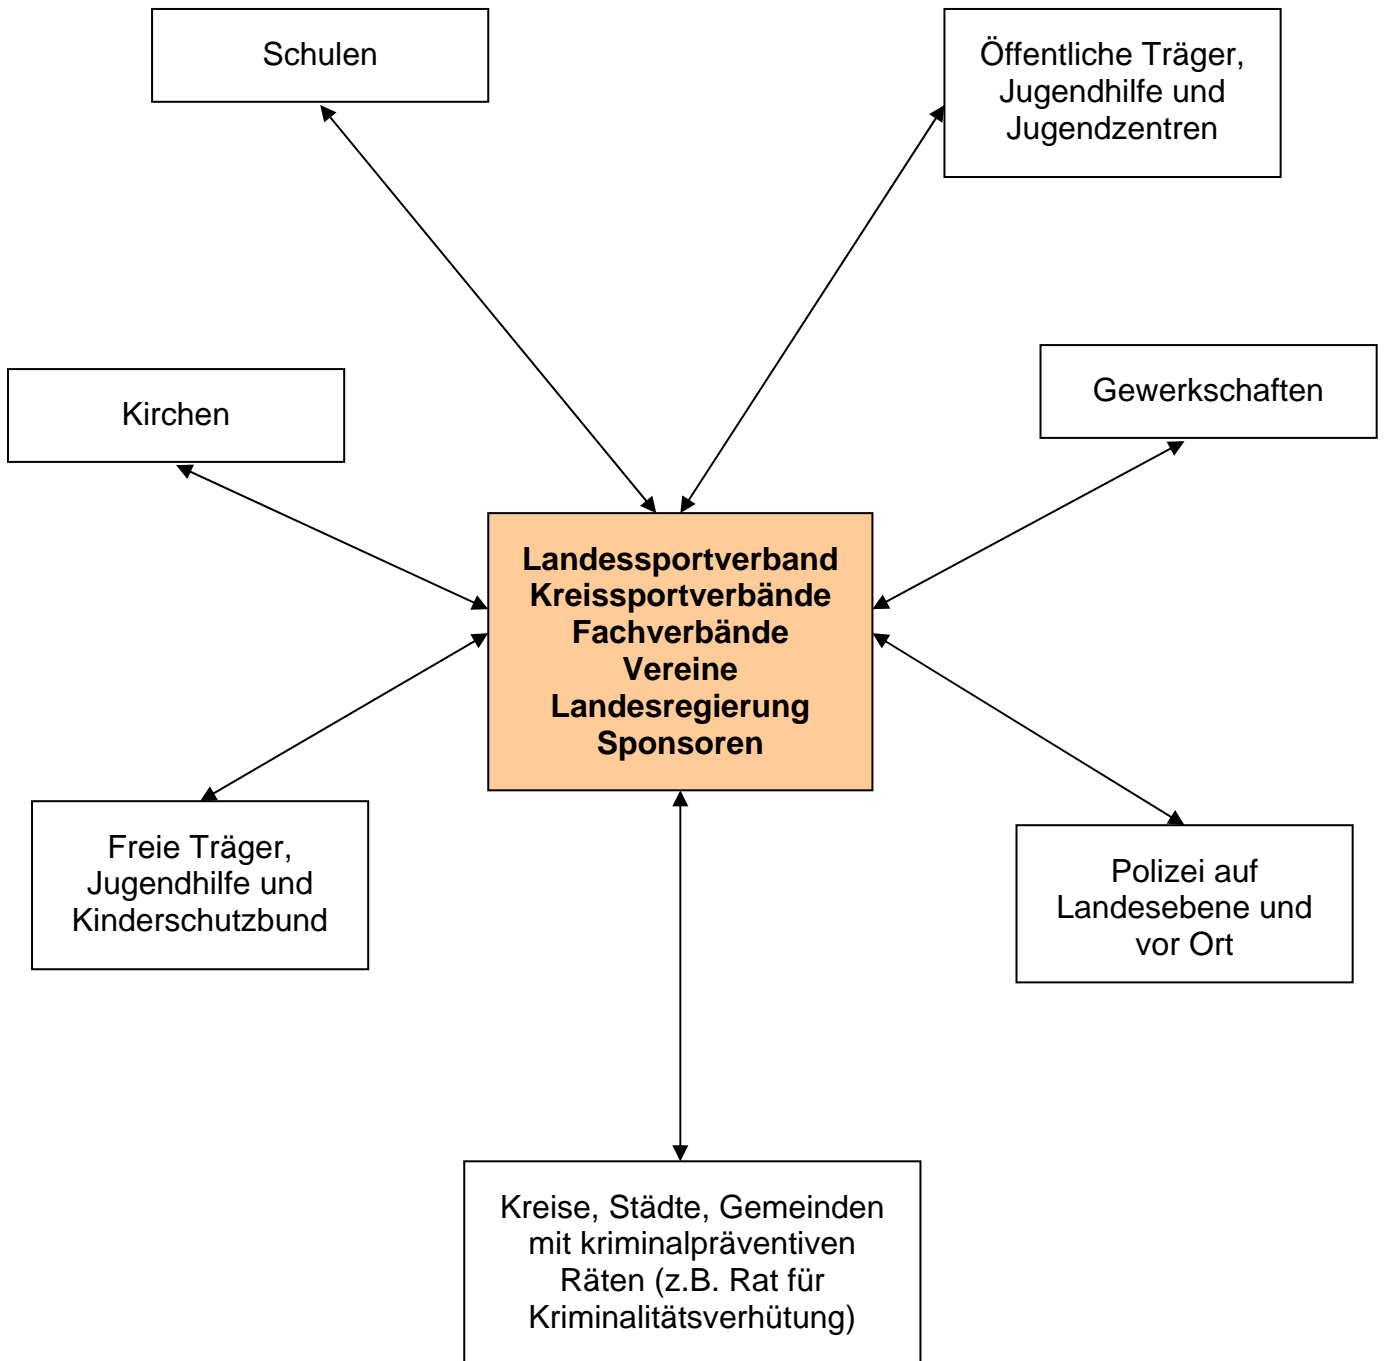 Schulen
Öffentliche Träger,
Jugendhilfe und
Jugendzentren
Kirchen
Gewerkschaften
Landessportverband
Kreissportverbände
Fachverbände
Vereine
Landesregierung
Sponsoren
Freie Träger,
Jugendhilfe und
Kinderschutzbund
Polizei auf
Landesebene und
vor Ort
Kreise, Städte, Gemeinden
mit kriminalpräventiven
Räten (z.B. Rat für
Kriminalitätsverhütung)